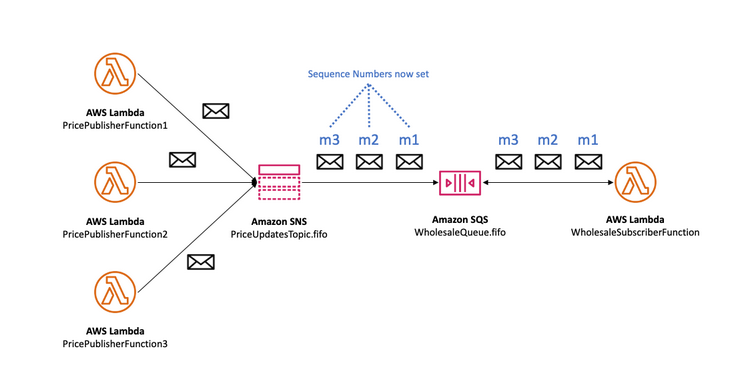 AWS Lambda
PricePublisherFunction1
AWS Lambda
PricePublisherFunction2
AWS Lambda
PricePublisherFunction3
Amazon SNS
PriceUpdatesTopic.fifo
Sequence Numbers now set
m3 m2 m1
Amazon SQS
WholesaleQueue.fifo
m3 m2 m1
AWS Lambda
WholesaleSubscriberFunction